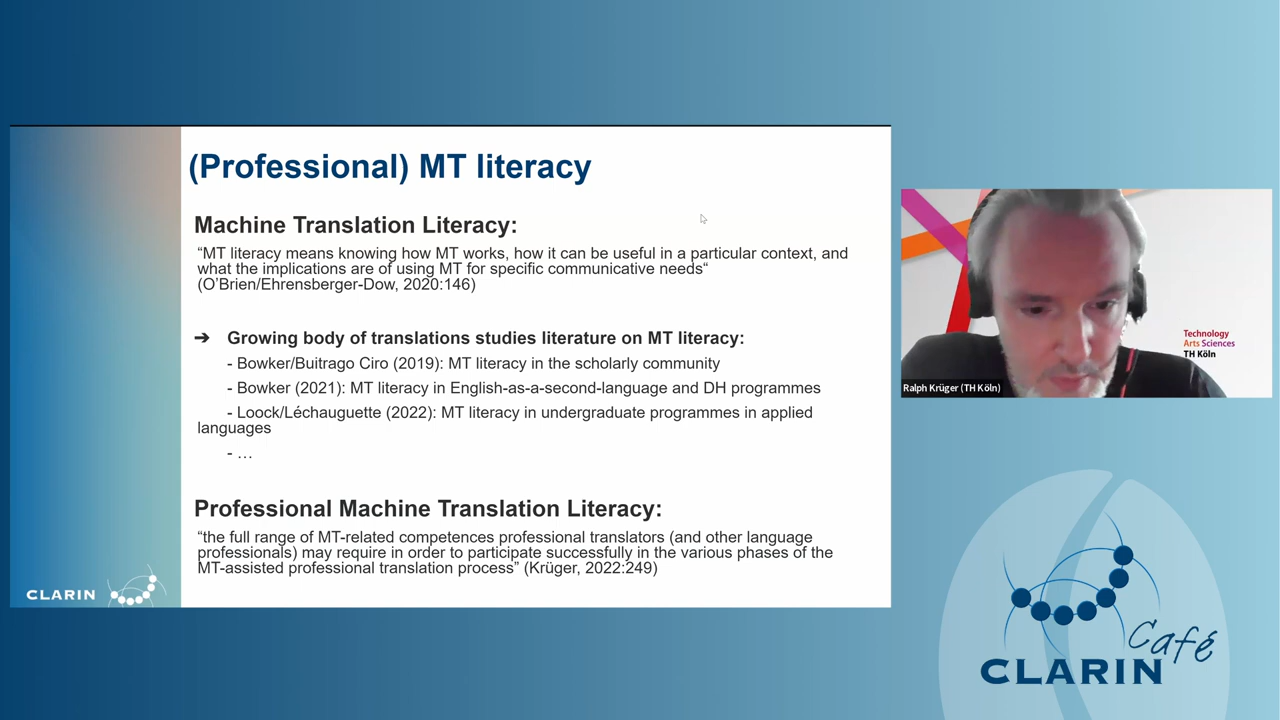 (Professional) MT literacy
Machine Translation Literacy:
“MT literacy means knowing how MT works, how it can be useful in a particular context, and
what the implications are of using MT for specific communicative needs“
(O’Brien/Ehrensberger-Dow, 2020:146)
➔ Growing body of translations studies literature on MT literacy:
- Bowker/Buitrago Ciro (2019): MT literacy in the scholarly community
- Bowker (2021): MT literacy in English-as-a-second-language and DH programmes
- Loock/Léchauguette (2022): MT literacy in undergraduate programmes in applied
languages
- …
Professional Machine Translation Literacy:
“the full range of MT-related competences professional translators (and other language
professionals) may require in order to participate successfully in the various phases of the
MT-assisted professional translation process” (Krüger, 2022:249)
CLARIN
Technology
Arts Sciences
TH Köln
Ralph Krüger (TH Köln)
Café
CLARIN